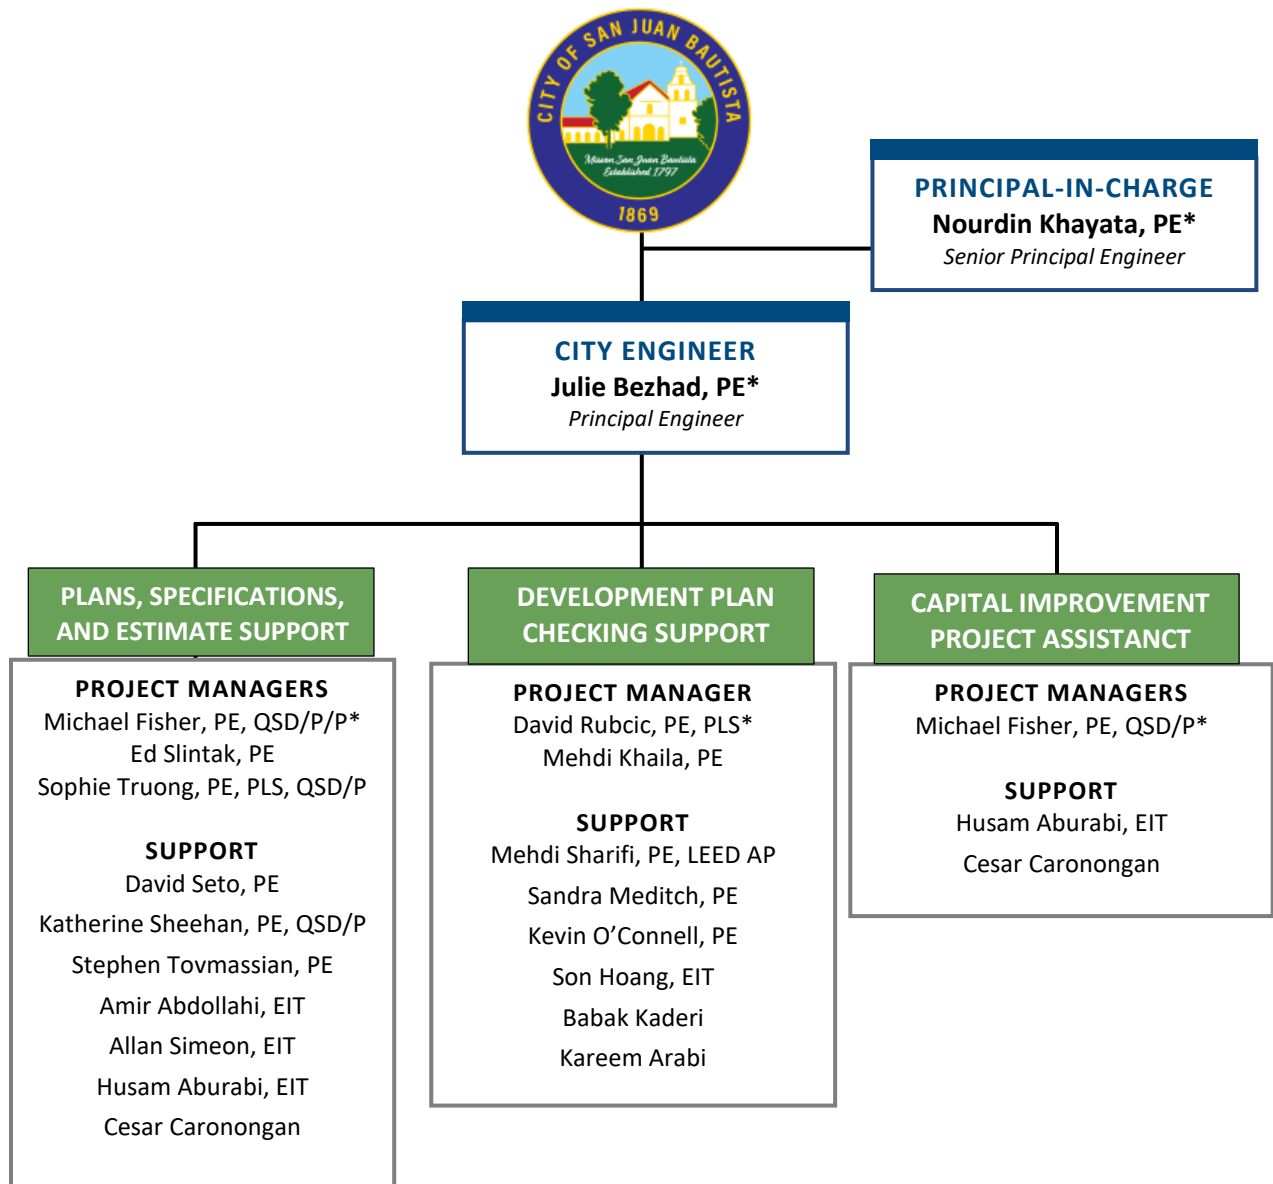 CITY OF SAN JUAN BAUTISTA
Mission San Juan Bautista
Established 1797
1869
PRINCIPAL-IN-CHARGE
Nourdin Khayata, PE*
Senior Principal Engineer
CITY ENGINEER
Julie Bezhad, PE*
Principal Engineer
PLANS, SPECIFICATIONS,
AND ESTIMATE SUPPORT
PROJECT MANAGERS
Michael Fisher, PE, QSD/P/P*
Ed Slintak, PE
Sophie Truong, PE, PLS, QSD/P
SUPPORT
David Seto, PE
Katherine Sheehan, PE, QSD/P
Stephen Tovmassian, PE
Amir Abdollahi, EIT
Allan Simeon, EIT
Husam Aburabi, EIT
Cesar Caronongan
DEVELOPMENT PLAN
CHECKING SUPPORT
PROJECT MANAGER
David Rubcic, PE, PLS*
Mehdi Khaila, PE
SUPPORT
Mehdi Sharifi, PE, LEED AP
Sandra Meditch, PE
Kevin O’Connell, PE
Son Hoang, EIT
Babak Kaderi
Kareem Arabi
CAPITAL IMPROVEMENT
PROJECT ASSISTANCT
PROJECT MANAGERS
Michael Fisher, PE, QSD/P*
SUPPORT
Husam Aburabi, EIT
Cesar Caronongan